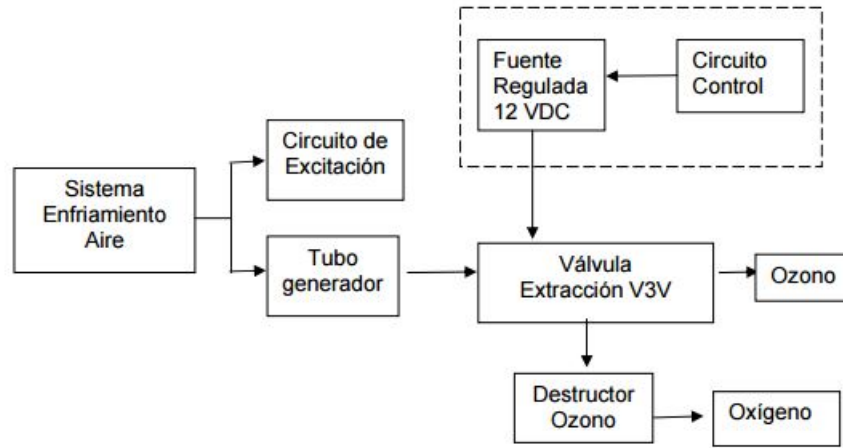 Fuente
Regulada
12 VDC
Circuito
Control
Circuito de
Excitación
Sistema
Enfriamiento
Aire
Tubo
generador
Válvula
Extracción V3V
Ozono
Destructor
Ozono
Oxígeno